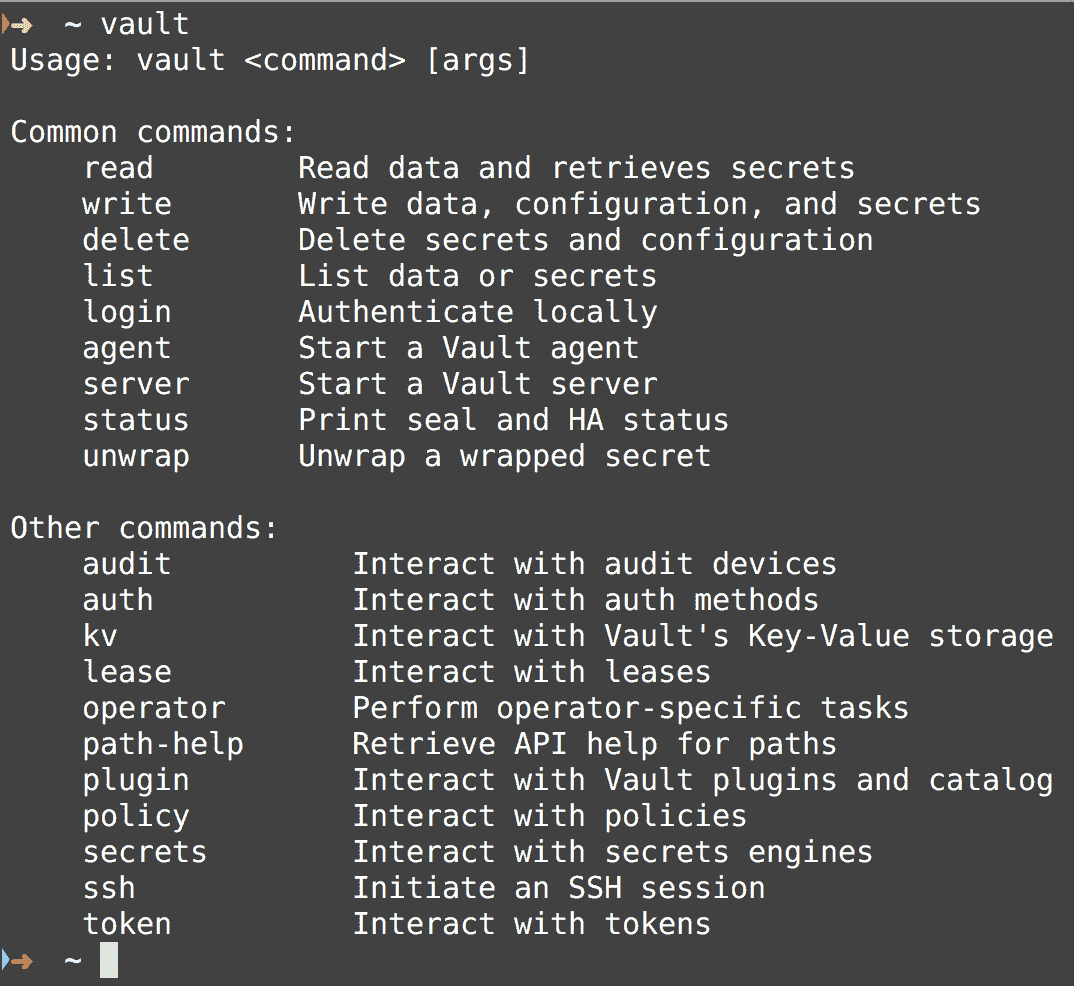 ~ vault
Usage: vault <command> [args]
Common commands:
read Read data and retrieves secrets
write Write data, configuration, and secrets
delete Delete secrets and configuration
list List data or secrets
login Authenticate locally
agent Start a Vault agent
server Start a Vault server
status Print seal and HA status
unwrap Unwrap a wrapped secret
Other commands:
audit Interact with audit devices
auth Interact with auth methods
kv Interact with Vault's Key-Value storage
lease Interact with leases
operator Perform operator-specific tasks
path-help Retrieve API help for paths
plugin Interact with Vault plugins and catalog
policy Interact with policies
secrets Interact with secrets engines
ssh Initiate an SSH session
token Interact with tokens
~